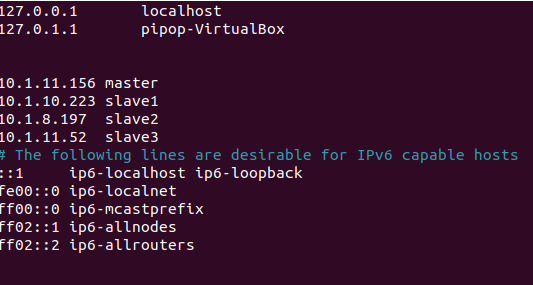 127.0.0.1 localhost
127.0.1.1 pipop-VirtualBox
10.1.11.156 master
10.1.10.223 slave1
10.1.8.197 slave2
10.1.11.52 slave3
# The following lines are desirable for IPv6 capable hosts
::1 ip6-localhost ip6-loopback
fe00::0 ip6-localnet
ff00::0 ip6-mcastprefix
ff02::1 ip6-allnodes
ff02::2 ip6-allrouters